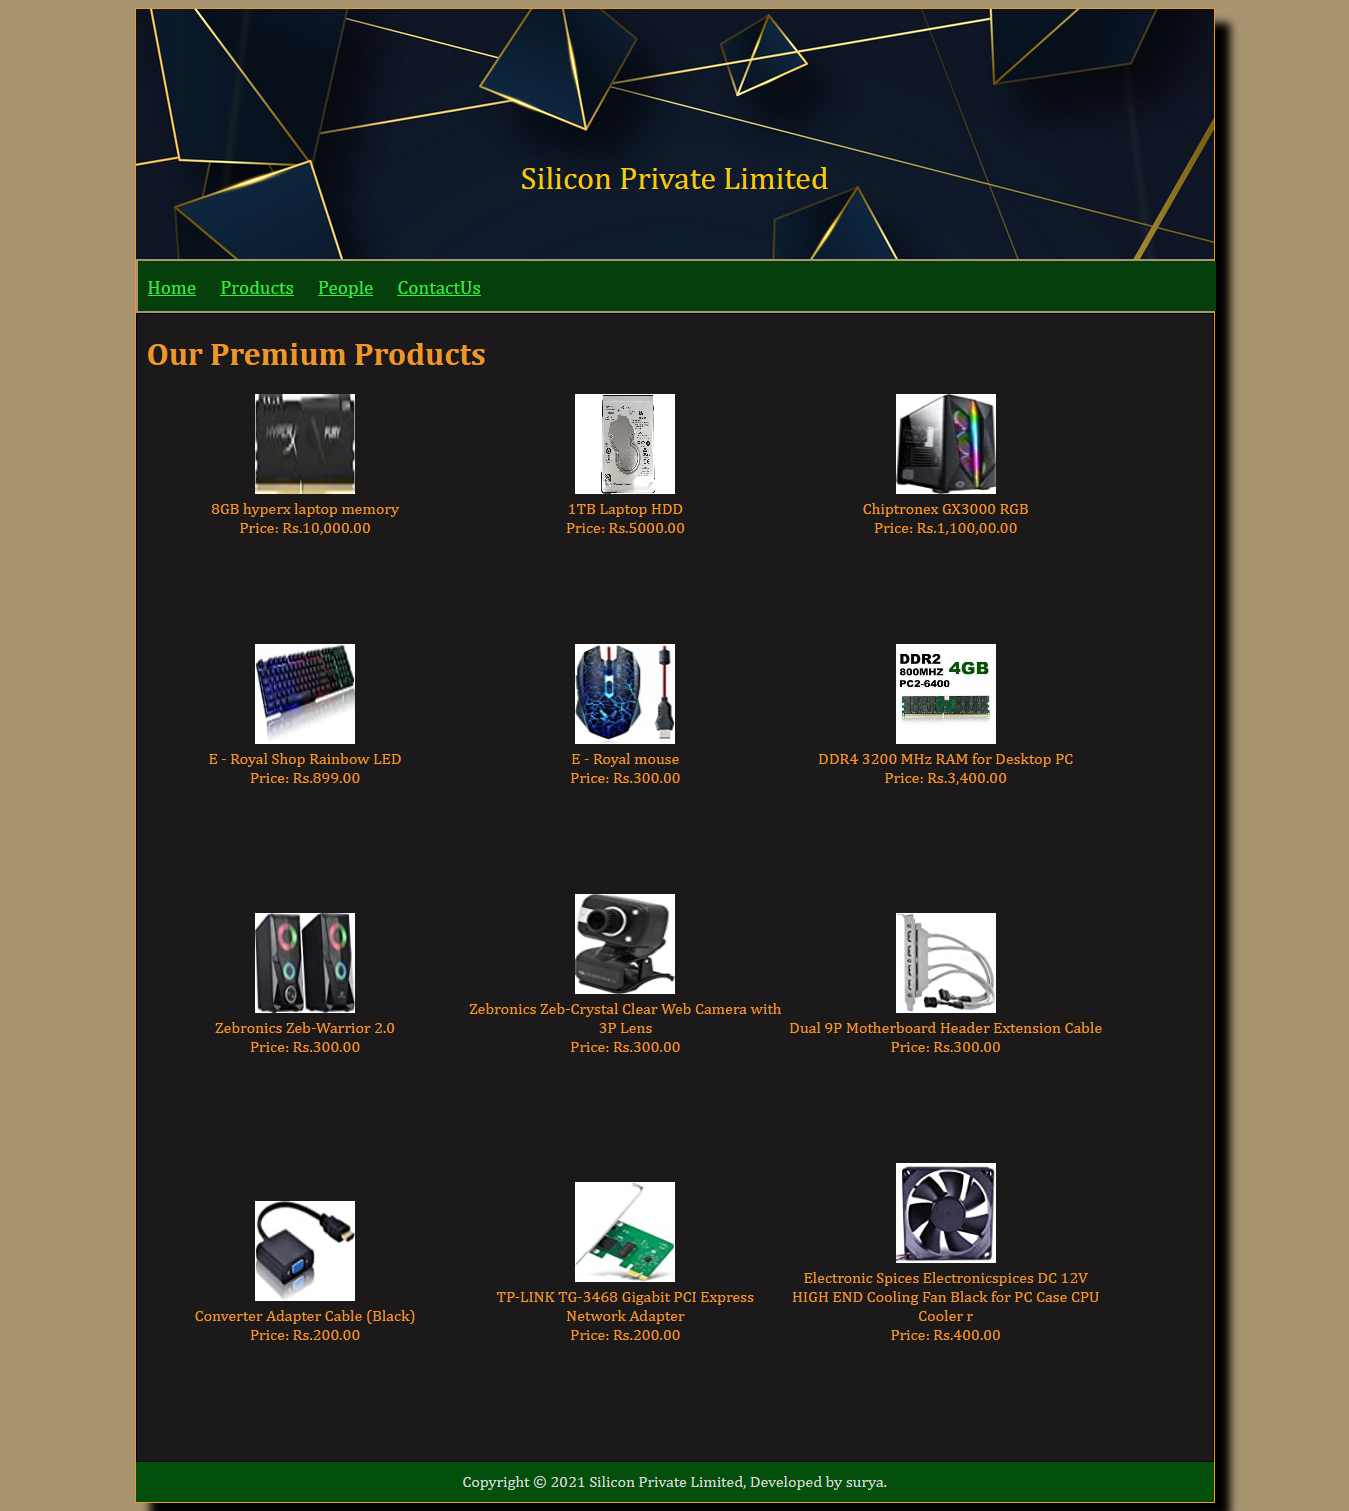 Silicon Private Limited
Home Products People ContactUs
Our Premium Products
HYPERX FURY
8GB hyperx laptop memory
Price: Rs.10,000.00
1TB Laptop HDD
Price: Rs.5000.00
Chiptronex GX3000 RGB
Price: Rs.1,100,00.00
E - Royal Shop Rainbow LED
Price: Rs.899.00
E - Royal mouse
Price: Rs.300.00
DDR2
800MHZ 4GB
PC2-6400
DDR4 3200 MHz RAM for Desktop PC
Price: Rs.3,400.00
Zebronics Zeb-Warrior 2.0
Price: Rs.300.00
Zebronics Zeb-Crystal Clear Web Camera with
3P Lens
Price: Rs.300.00
Dual 9P Motherboard Header Extension Cable
Price: Rs.300.00
Converter Adapter Cable (Black)
Price: Rs.200.00
TP-LINK TG-3468 Gigabit PCI Express
Network Adapter
Price: Rs.200.00
Electronic Spices Electronicspices DC 12V
HIGH END Cooling Fan Black for PC Case CPU
Cooler r
Price: Rs.400.00
Copyright © 2021 Silicon Private Limited, Developed by surya.